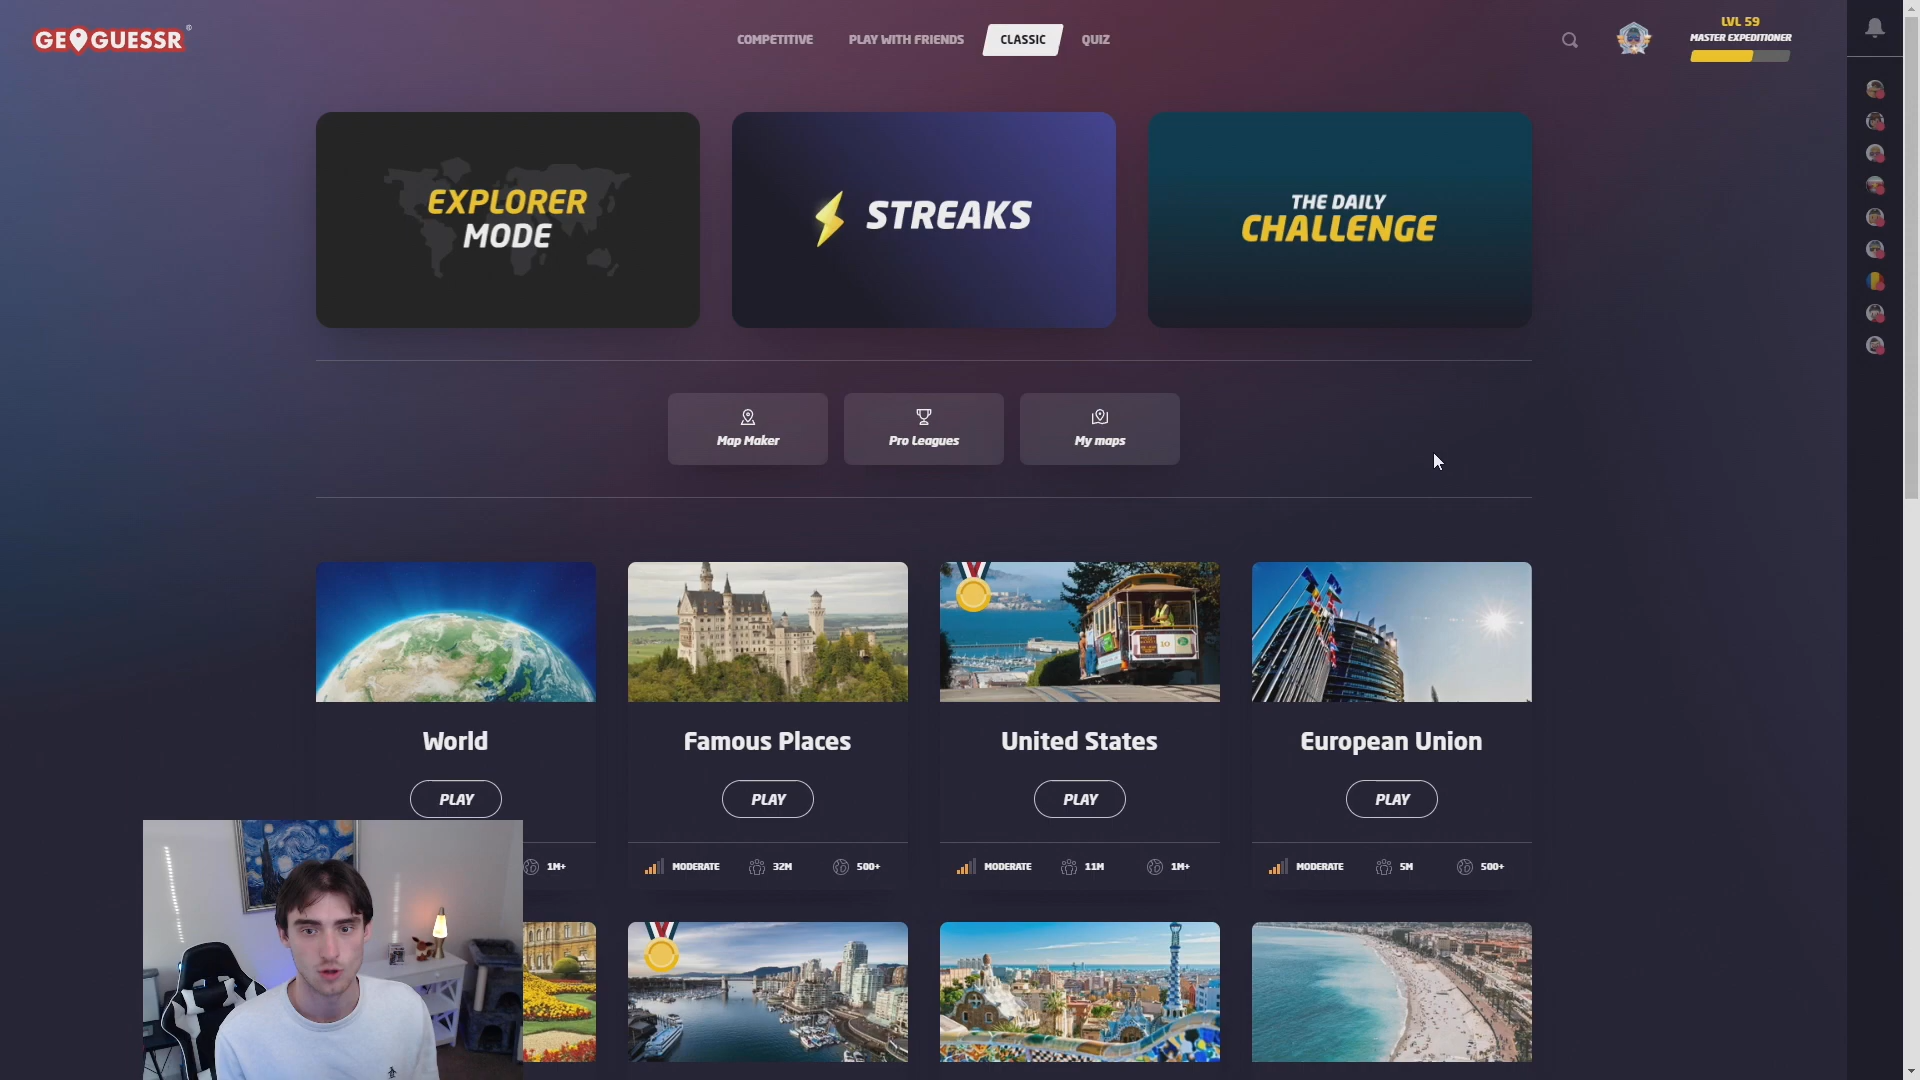 GEOGUESSR®
COMPETITIVE
PLAY WITH FRIENDS
CLASSIC
QUIZ
LVL 59
MASTER EXPEDITIONER
EXPLORER
MODE
STREAKS
THE DAILY
CHALLENGE
Map Maker
Pro Leagues
My maps
World
Famous Places
United States
European Union
PLAY
PLAY
PLAY
PLAY
1M+
MODERATE
32M
500+
MODERATE
11M
1M+
MODERATE
5M
500+